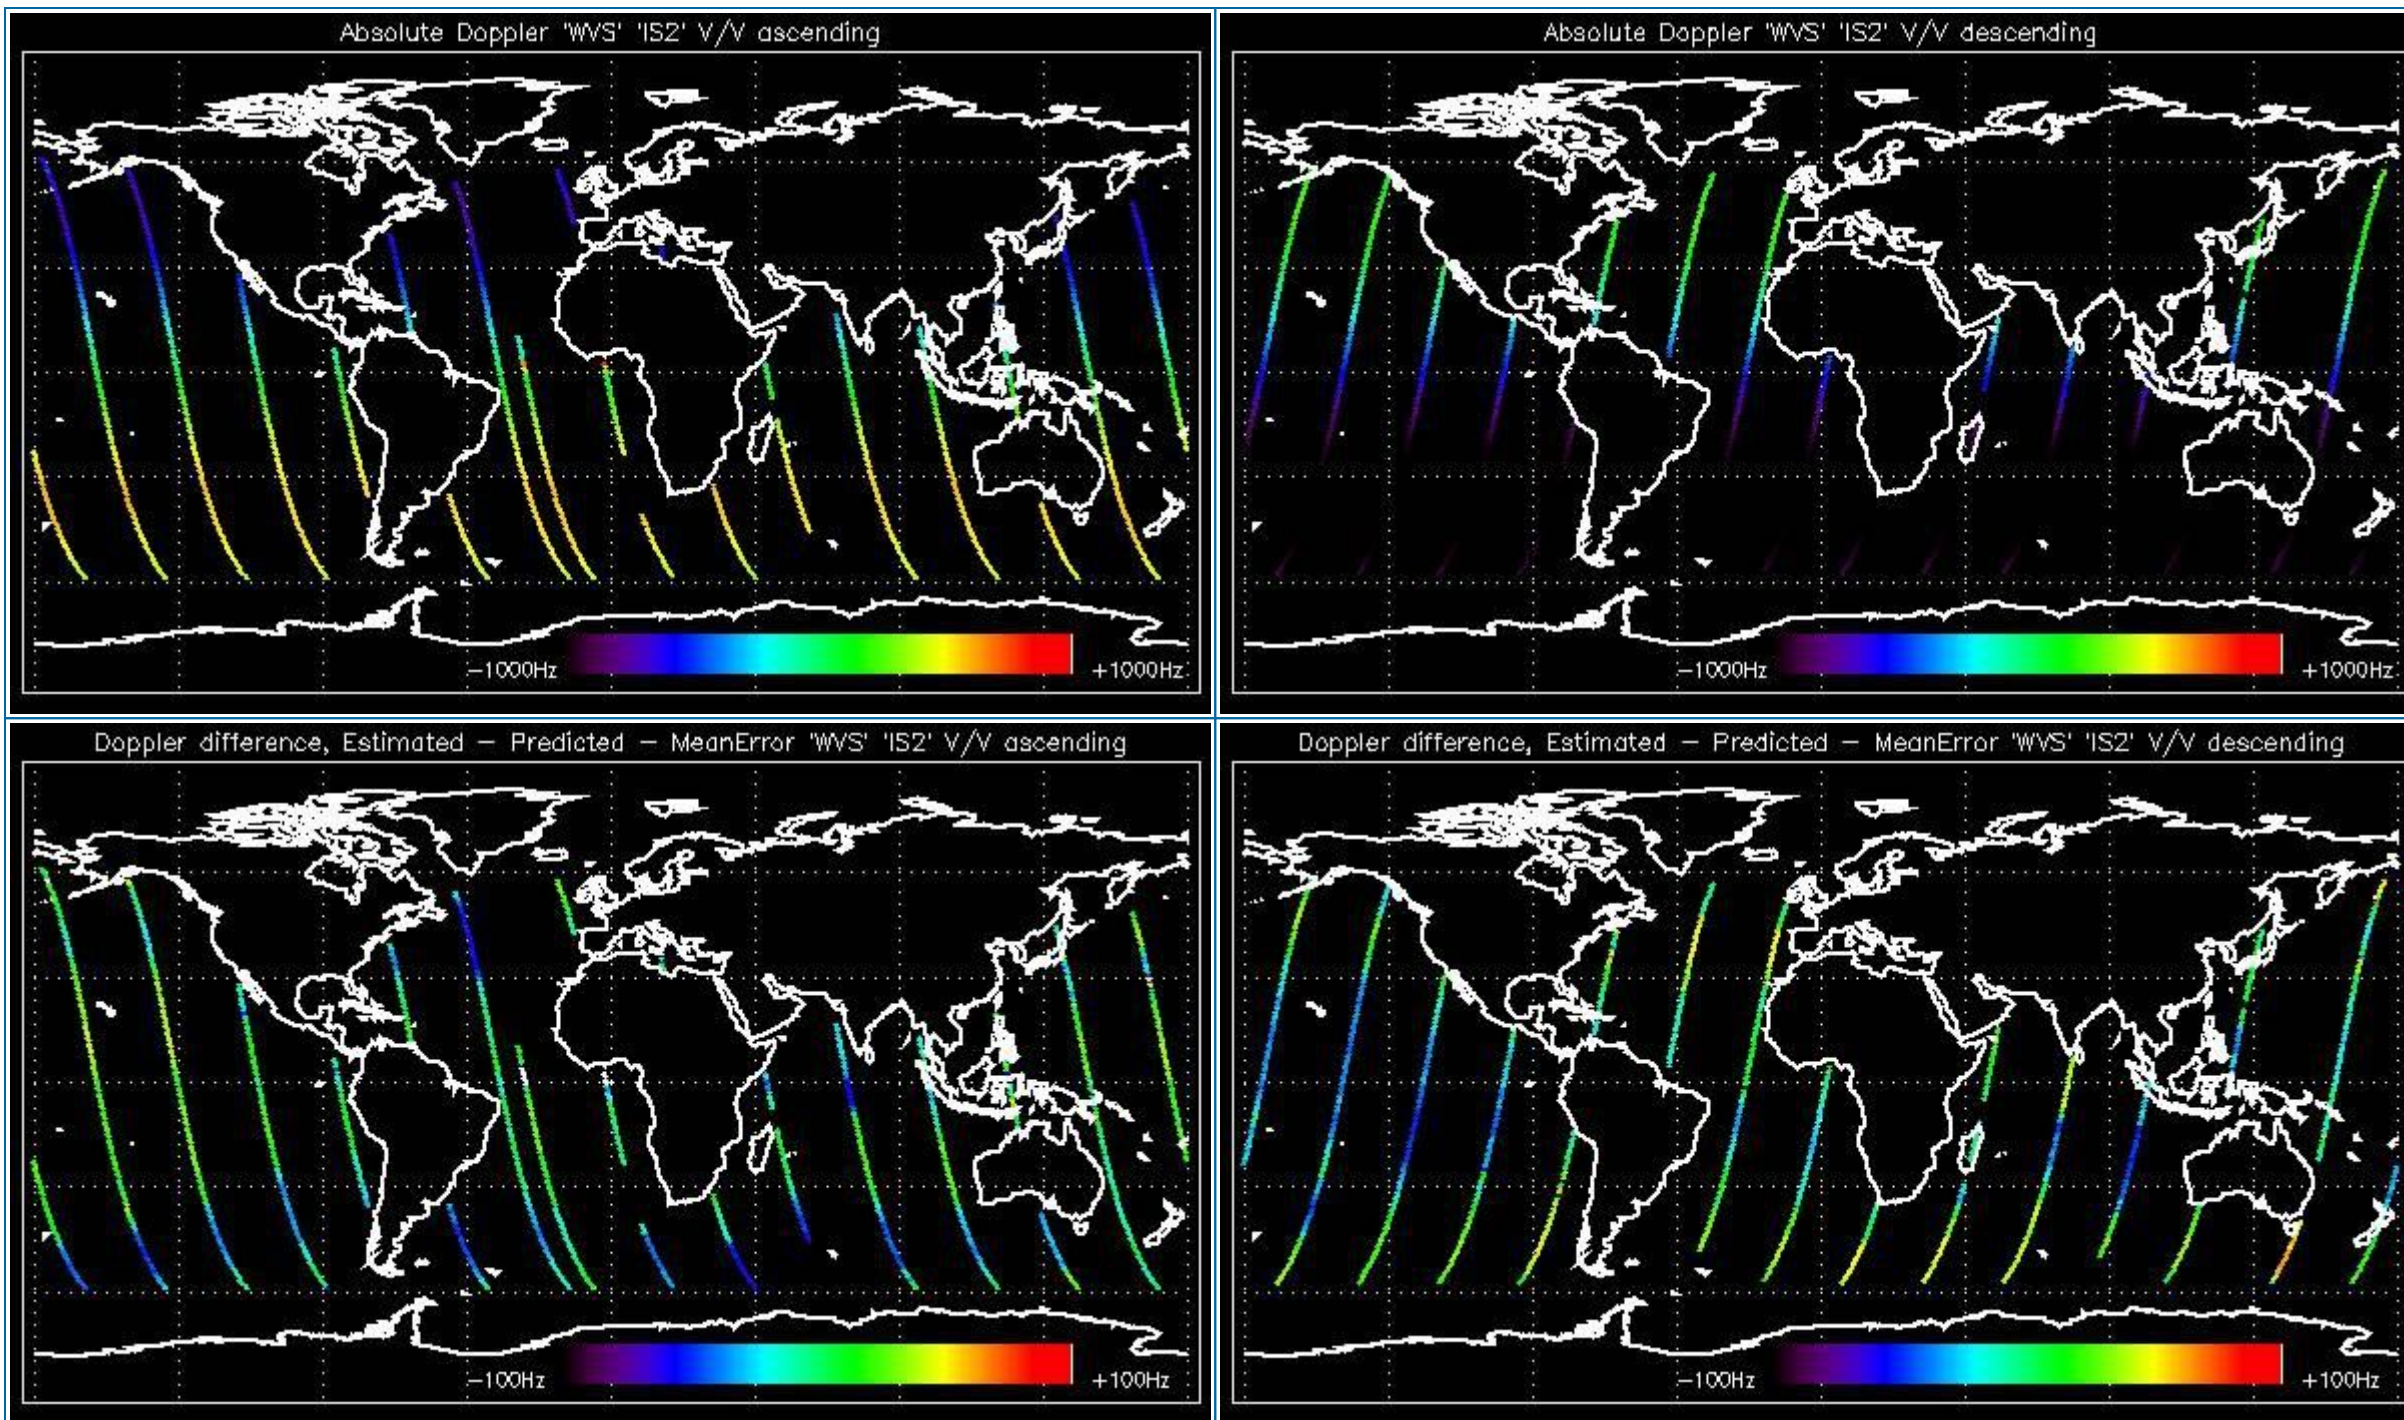 Absolute Doppler 'WVS' 'IS2' V/V ascending
-1000Hz
+1000Hz
Absolute Doppler 'WVS' 'IS2' V/V descending
-1000Hz
+1000Hz
Doppler difference, Estimated - Predicted - MeanError 'WVS' 'IS2' V/V ascending
-100Hz
+100Hz
Doppler difference, Estimated - Predicted - MeanError 'WVS' 'IS2' V/V descending
-100Hz
+100Hz